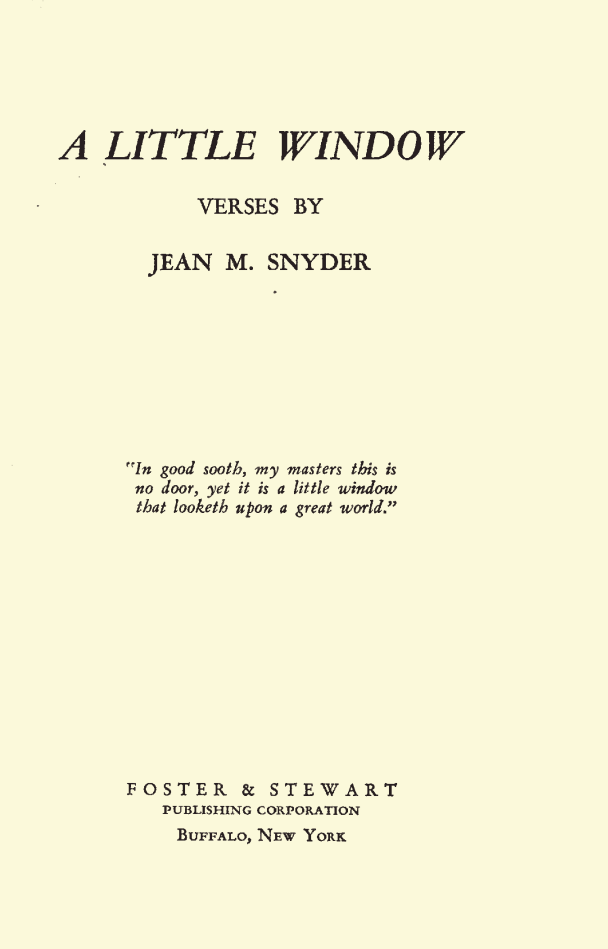 A LITTLE WINDOW
VERSES BY
JEAN M. SNYDER
"In good sooth, my masters this is
no door, yet it is a little window
that looketh upon a great world."
FOSTER & STEWART
PUBLISHING CORPORATION
BUFFALO, NEW YORK